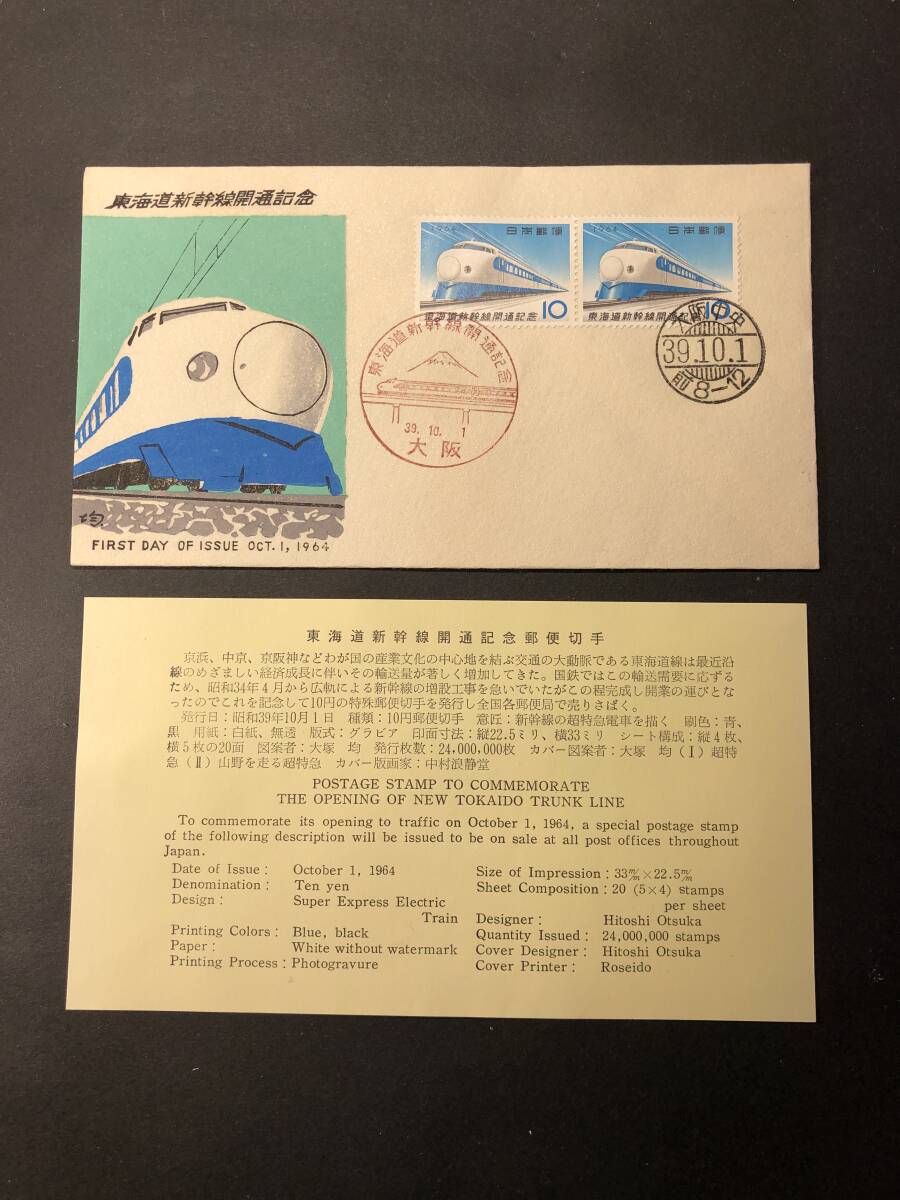 東海道新幹線開通記念
1964 日本郵便
10
東海道新幹線開通記念
1964 日本郵便
10
東海道新幹線開通記念
東海道新幹線開通記念
39. 10. 1
大阪
大阪中央
39.10.1
前8-12
均
FIRST DAY OF ISSUE OCT. 1, 1964
東海道新幹線開通記念郵便切手
京浜、中京、京阪神などわが国の産業文化の中心地を結ぶ交通の大動脈である東海道線は最近沿
線のめざましい経済成長に伴いその輸送量が著しく増加してきた。国鉄ではこの輸送需要に応ずる
ため、昭和34年4月から広軌による新幹線の増設工事を急いでいたがこの程完成し開業の運びとな
ったのでこれを記念して10円の特殊郵便切手を発行し全国各郵便局で売りさばく。
発行日:昭和39年10月1日 種類:10円郵便切手 意匠:新幹線の超特急電車を描く 刷色:青、
黒 用紙:白紙、無透 版式:グラビア 印面寸法:縦22.5ミリ、横33ミリ シート構成:縦4枚、
横5枚の20面 図案者:大塚 均 発行枚数:24,000,000枚 カバー図案者:大塚 均(Ⅰ)超特
急(Ⅱ)山野を走る超特急 カバー版画家:中村浪静堂
POSTAGE STAMP TO COMMEMORATE
THE OPENING OF NEW TOKAIDO TRUNK LINE
To commemorate its opening to traffic on October 1, 1964, a special postage stamp
of the following description will be issued to be on sale at all post offices throughout
Japan.
Date of Issue: October 1, 1964
Denomination: Ten yen
Design: Super Express Electric
Train
Printing Colors: Blue, black
Paper: White without watermark
Printing Process: Photogravure
Size of Impression: 33m/m×22.5m/m
Sheet Composition: 20 (5×4) stamps
per sheet
Designer: Hitoshi Otsuka
Quantity Issued: 24,000,000 stamps
Cover Designer: Hitoshi Otsuka
Cover Printer: Roseido